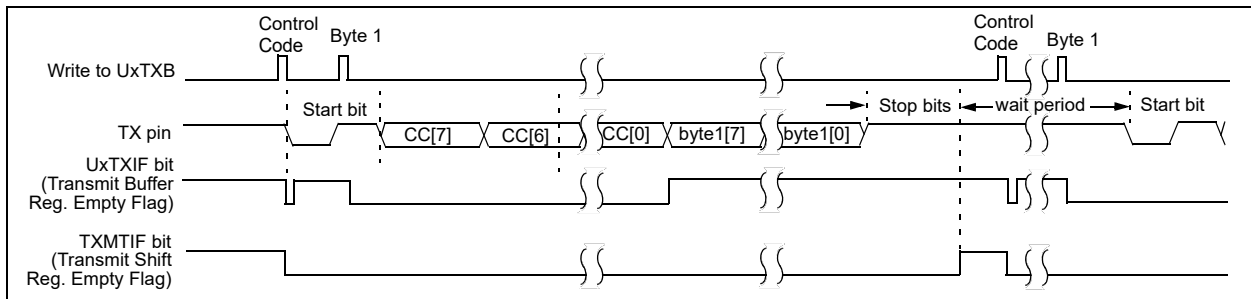 Control
Code
Byte 1
Control
Code
Byte 1
Write to UxTXB
Start bit
Stop bits
wait period
Start bit
TX pin
CC[7]
CC[6]
CC[0]
byte1[7]
byte1[0]
UxTXIF bit
(Transmit Buffer
Reg. Empty Flag)
TXMTIF bit
(Transmit Shift
Reg. Empty Flag)